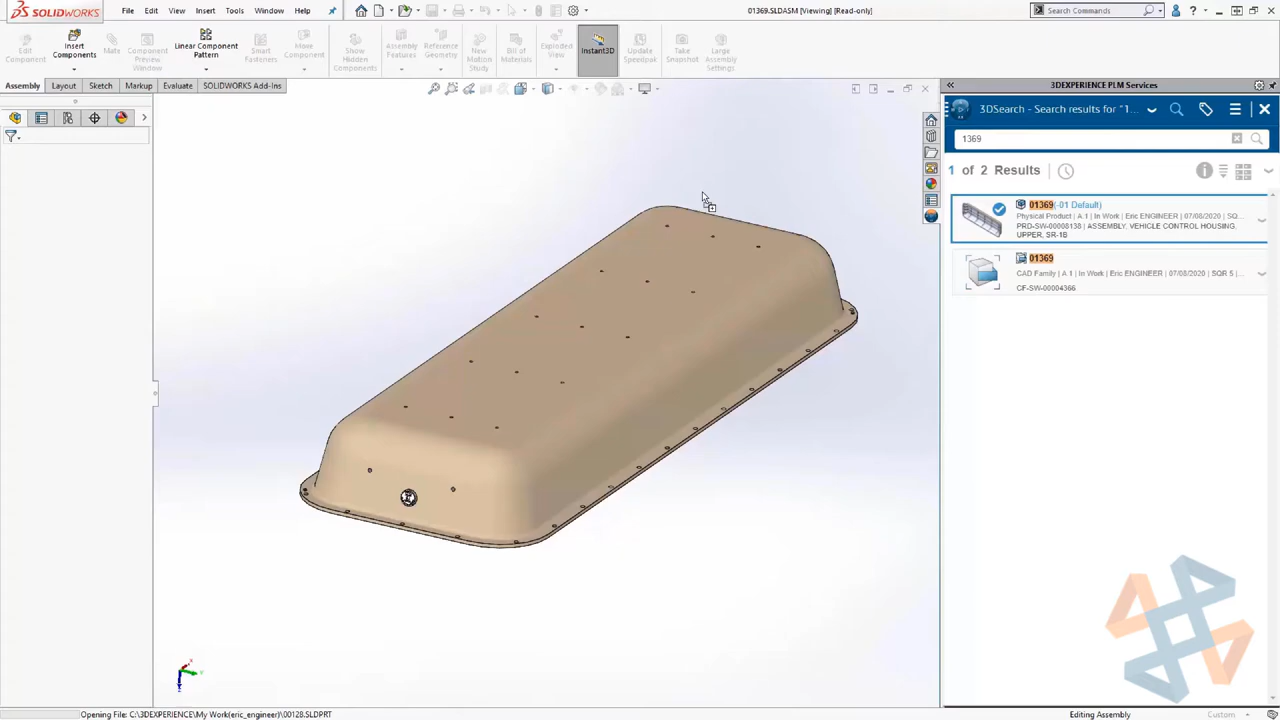 SOLIDWORKS
File
Edit
View
Insert
Tools
Window
Help
01369.SLDASM [Viewing] [Read-only]
Search Commands
Edit
Component
Insert
Components
Mate
Component
Preview
Window
Linear Component
Pattern
Smart
Fasteners
Move
Component
Show
Hidden
Components
Assembly
Features
Reference
Geometry
New
Motion
Study
Bill of
Materials
Exploded
View
Instant3D
Update
Speedpak
Take
Snapshot
Large
Assembly
Settings
Assembly
Layout
Sketch
Markup
Evaluate
SOLIDWORKS Add-Ins
3DEXPERIENCE PLM Services
3DSearch - Search results for "1...
1369
1 of 2 Results
01369(-01 Default)
Physical Product | A.1 | In Work | Eric ENGINEER | 07/08/2020 | SQ...
PRD-SW-00008138 | ASSEMBLY, VEHICLE CONTROL HOUSING,
UPPER, SR-1B
01369
CAD Family | A.1 | In Work | Eric ENGINEER | 07/08/2020 | SQR 5 | ...
CF-SW-00004366
Opening File: C:\3DEXPERIENCE\My Work(eric_engineer)\00128.SLDPRT
Editing Assembly
Custom